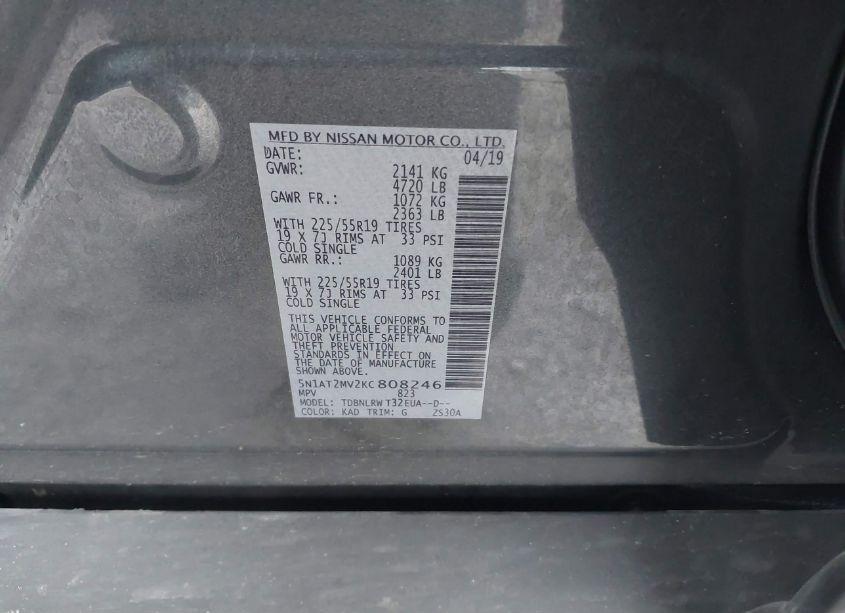 MFD BY NISSAN MOTOR CO., LTD.
DATE: 04/19
GVWR: 2141 KG
4720 LB
GAWR FR.: 1072 KG
2363 LB
WITH 225/55R19 TIRES
19 X 7J RIMS AT 33 PSI
COLD SINGLE
GAWR RR.: 1089 KG
2401 LB
WITH 225/55R19 TIRES
19 X 7J RIMS AT 33 PSI
COLD SINGLE
THIS VEHICLE CONFORMS TO
ALL APPLICABLE FEDERAL
MOTOR VEHICLE SAFETY AND
THEFT PREVENTION
STANDARDS IN EFFECT ON
THE DATE OF MANUFACTURE
SHOWN ABOVE.
5N1AT2MV2KC808246
MPV 823
MODEL: TDBNLRW T32EUA--D--
COLOR: KAD TRIM: G 2S30A